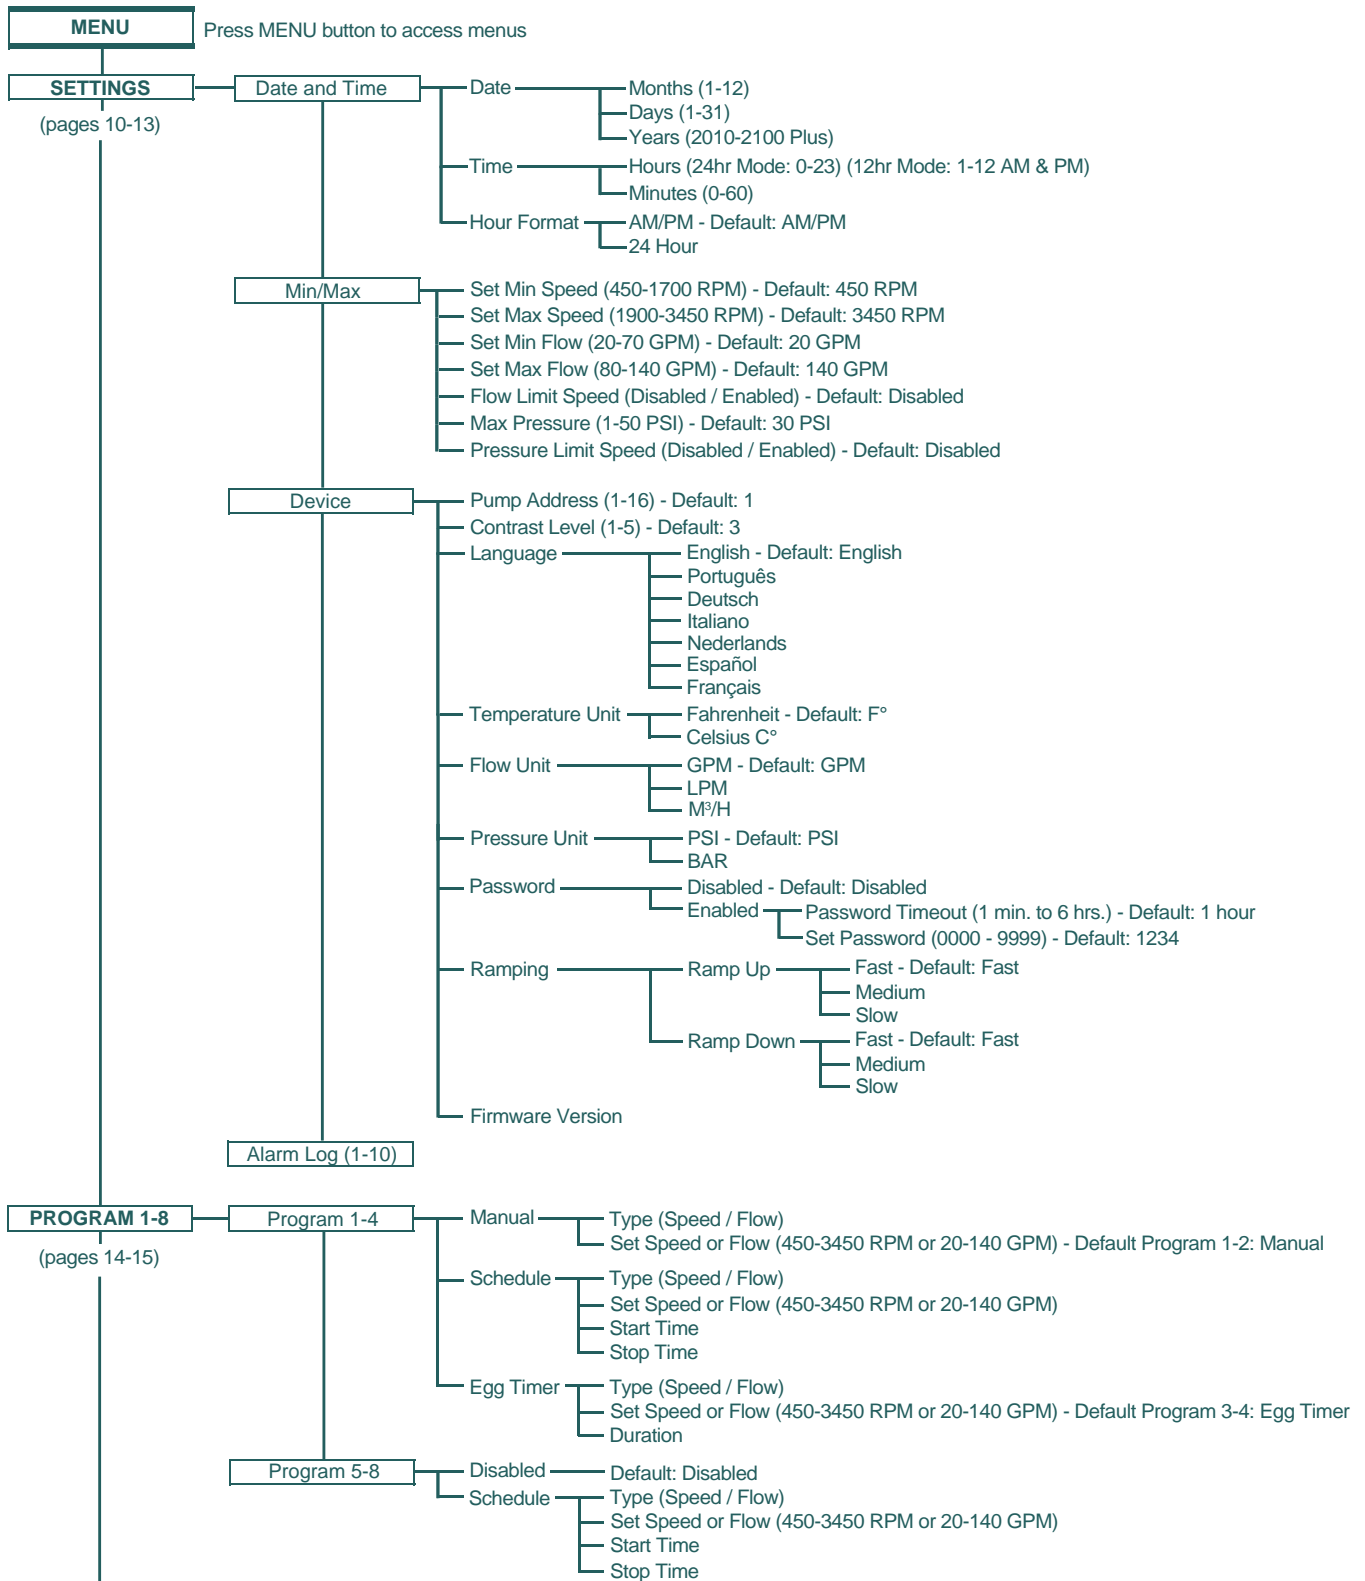 MENU Press MENU button to access menus
SETTINGS Date and Time Date Months (1-12)
(pages 10-13)
Days (1-31)
Years (2010-2100 Plus)
Time Hours (24hr Mode: 0-23) (12hr Mode: 1-12 AM & PM)
Minutes (0-60)
Hour Format AM/PM - Default: AM/PM
24 Hour
Min/Max Set Min Speed (450-1700 RPM) - Default: 450 RPM
Set Max Speed (1900-3450 RPM) - Default: 3450 RPM
Set Min Flow (20-70 GPM) - Default: 20 GPM
Set Max Flow (80-140 GPM) - Default: 140 GPM
Flow Limit Speed (Disabled / Enabled) - Default: Disabled
Max Pressure (1-50 PSI) - Default: 30 PSI
Pressure Limit Speed (Disabled / Enabled) - Default: Disabled
Device Pump Address (1-16) - Default: 1
Contrast Level (1-5) - Default: 3
Language English - Default: English
Português
Deutsch
Italiano
Nederlands
Español
Français
Temperature Unit Fahrenheit - Default: F°
Celsius C°
Flow Unit GPM - Default: GPM
LPM
M³/H
Pressure Unit PSI - Default: PSI
BAR
Password Disabled - Default: Disabled
Enabled Password Timeout (1 min. to 6 hrs.) - Default: 1 hour
Set Password (0000 - 9999) - Default: 1234
Ramping Ramp Up Fast - Default: Fast
Medium
Slow
Ramp Down Fast - Default: Fast
Medium
Slow
Firmware Version
Alarm Log (1-10)
PROGRAM 1-8 Program 1-4 Manual Type (Speed / Flow)
(pages 14-15)
Set Speed or Flow (450-3450 RPM or 20-140 GPM) - Default Program 1-2: Manual
Schedule Type (Speed / Flow)
Set Speed or Flow (450-3450 RPM or 20-140 GPM)
Start Time
Stop Time
Egg Timer Type (Speed / Flow)
Set Speed or Flow (450-3450 RPM or 20-140 GPM) - Default Program 3-4: Egg Timer
Duration
Program 5-8 Disabled Default: Disabled
Schedule Type (Speed / Flow)
Set Speed or Flow (450-3450 RPM or 20-140 GPM)
Start Time
Stop Time